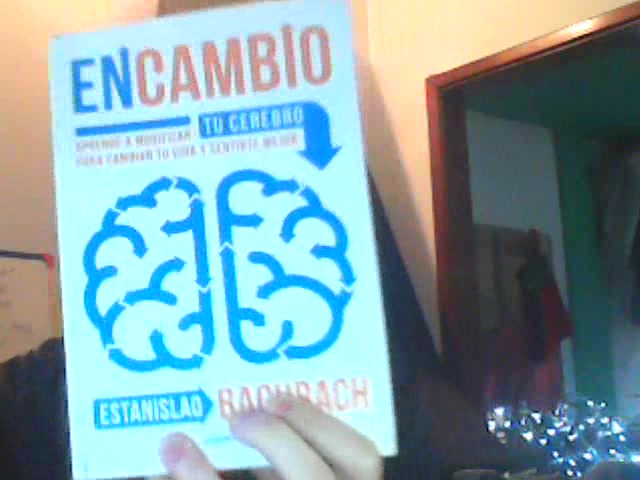 ENCAMBIO
APRENDE A MODIFICAR TU CEREBRO
PARA CAMBIAR TU VIDA Y SENTIRTE MEJOR
ESTANISLAO BACHRACH